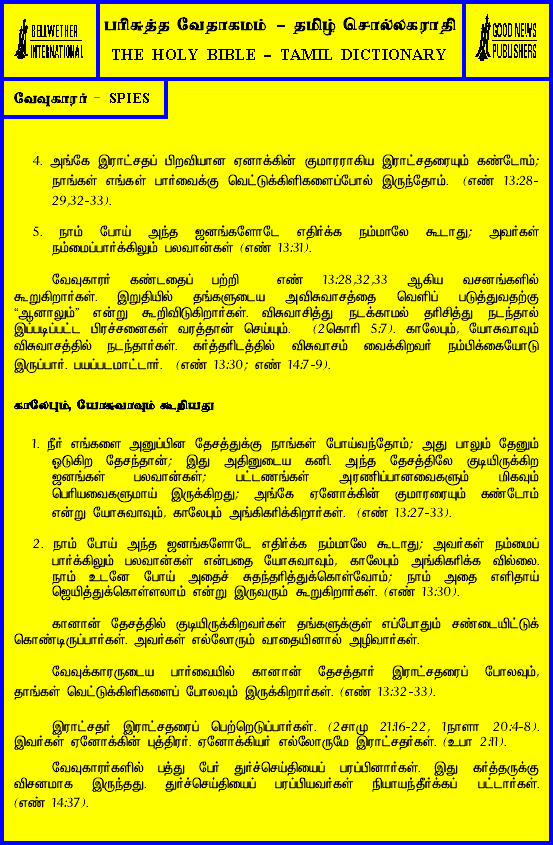 BELLWETHER
INTERNATIONAL
பரிசுத்த வேதாகமம் – தமிழ் சொல்லகராதி
THE HOLY BIBLE – TAMIL DICTIONARY
GOOD NEWS
PUBLISHERS
வேவுகாரர் – SPIES
4. அங்கே இராட்சதப் பிறவியான ஏனாக்கின் குமாரராகிய இராட்சதரையும் கண்டோம்;
நாங்கள் எங்கள் பார்வைக்கு வெட்டுக்கிளிகளைப்போல் இருந்தோம். (எண் 13:28-
29,32-33).
5. நாம் போய் அந்த ஜனங்களோடே எதிர்க்க நம்மாலே கூடாது; அவர்கள்
நம்மைப்பார்க்கிலும் பலவான்கள் (எண் 13:31).
வேவுகாரர் கண்டதைப் பற்றி எண் 13:28,32,33 ஆகிய வசனங்களில்
கூறுகிறார்கள். இறுதியில் தங்களுடைய அவிசுவாசத்தை வெளிப் படுத்துவதற்கு
“ஆனாலும்” என்று கூறிவிடுகிறார்கள். விசுவாசித்து நடக்காமல் தரிசித்து நடந்தால்
இப்படிப்பட்ட பிரச்சனைகள் வரத்தான் செய்யும். (2கொரி 5:7). காலேபும், யோசுவாவும்
விசுவாசத்தில் நடந்தார்கள். கர்த்தரிடத்தில் விசுவாசம் வைக்கிறவர் நம்பிக்கையோடு
இருப்பார். பயப்படமாட்டார். (எண் 13:30; எண் 14:7-9).
காலேபும், யோசுவாவும் கூறியது
1. நீர் எங்களை அனுப்பின தேசத்துக்கு நாங்கள் போய்வந்தோம்; அது பாலும் தேனும்
ஓடுகிற தேசந்தான்; இது அதினுடைய கனி. அந்த தேசத்திலே குடியிருக்கிற
ஜனங்கள் பலவான்கள்; பட்டணங்கள் அரணிப்பானவைகளும் மிகவும்
பெரியவைகளுமாய் இருக்கிறது; அங்கே ஏனோக்கின் குமாரரையும் கண்டோம்
என்று யோசுவாவும், காலேபும் அங்கிகரிக்கிறார்கள். (எண் 13:27-33).
2. நாம் போய் அந்த ஜனங்களோடே எதிர்க்க நம்மாலே கூடாது; அவர்கள் நம்மைப்
பார்க்கிலும் பலவான்கள் என்பதை யோசுவாவும், காலேபும் அங்கிகரிக்க வில்லை.
நாம் உடனே போய் அதைச் சுதந்தரித்துக்கொள்வோம்; நாம் அதை எளிதாய்
ஜெயித்துக்கொள்ளலாம் என்று இருவரும் கூறுகிறார்கள். (எண் 13:30).
கானான் தேசத்தில் குடியிருக்கிறவர்கள் தங்களுக்குள் எப்போதும் சண்டையிட்டுக்
கொண்டிருப்பார்கள். அவர்கள் எல்லோரும் வாதையினால் அழிவார்கள்.
வேவுக்காரருடைய பார்வையில் கானான் தேசத்தார் இராட்சதரைப் போலவும்,
தாங்கள் வெட்டுக்கிளிகளைப் போலவும் இருக்கிறார்கள். (எண் 13:32-33).
இராட்சதர் இராட்சதரைப் பெற்றெடுப்பார்கள். (2சாமு 21:16-22, 1நாளா 20:4-8).
இவர்கள் ஏனோக்கின் புத்திரர். ஏனோக்கியர் எல்லோருமே இராட்சதர்கள். (உபா 2:11).
வேவுகாரர்களில் பத்து பேர் துர்ச்செய்தியைப் பரப்பினார்கள். இது கர்த்தருக்கு
விசனமாக இருந்தது. துர்ச்செய்தியைப் பரப்பியவர்கள் நியாயந்தீர்க்கப் பட்டார்கள்.
(எண் 14:37).